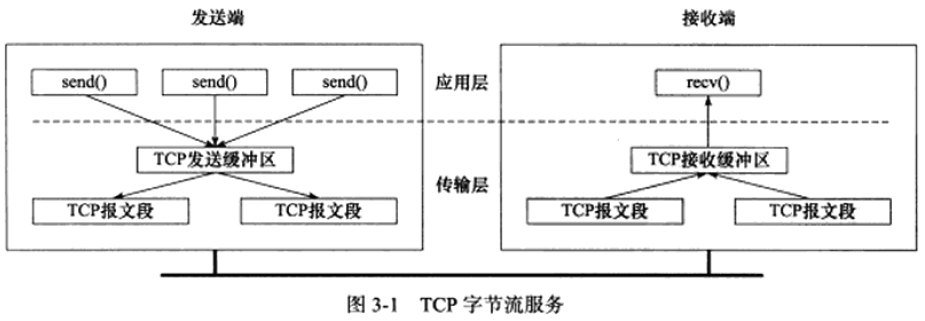 发送端 接收端
send() send() send() 应用层 recv()
TCP发送缓冲区 TCP接收缓冲区
传输层
TCP报文段 TCP报文段 TCP报文段 TCP报文段
图 3-1 TCP 字节流服务